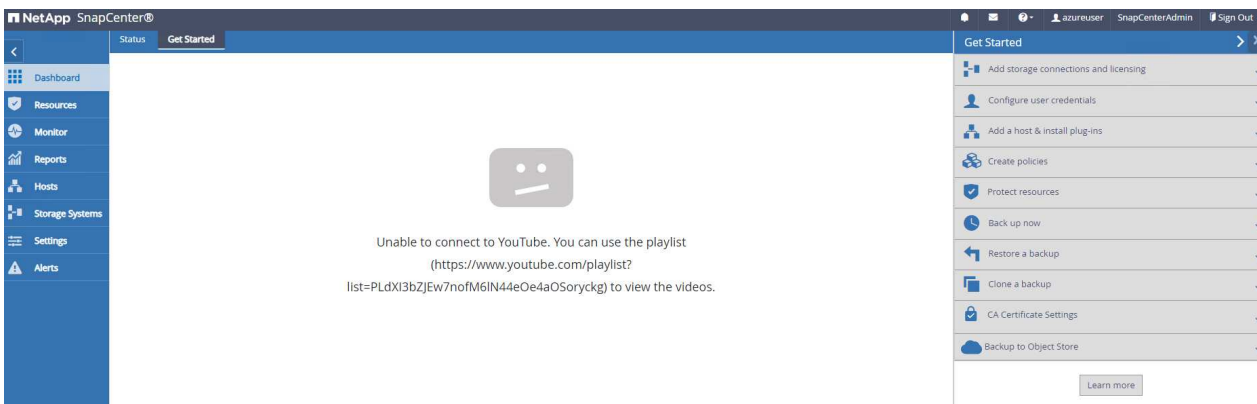 NetApp SnapCenter®
azureuser SnapCenterAdmin Sign Out
Status Get Started
Dashboard
Resources
Monitor
Reports
Hosts
Storage Systems
Settings
Alerts
Unable to connect to YouTube. You can use the playlist
(https://www.youtube.com/playlist?
list=PLdXI3bZJEw7nofM6lN44eOe4aOSoryckg) to view the videos.
Get Started
Add storage connections and licensing
Configure user credentials
Add a host & install plug-ins
Create policies
Protect resources
Back up now
Restore a backup
Clone a backup
CA Certificate Settings
Backup to Object Store
Learn more